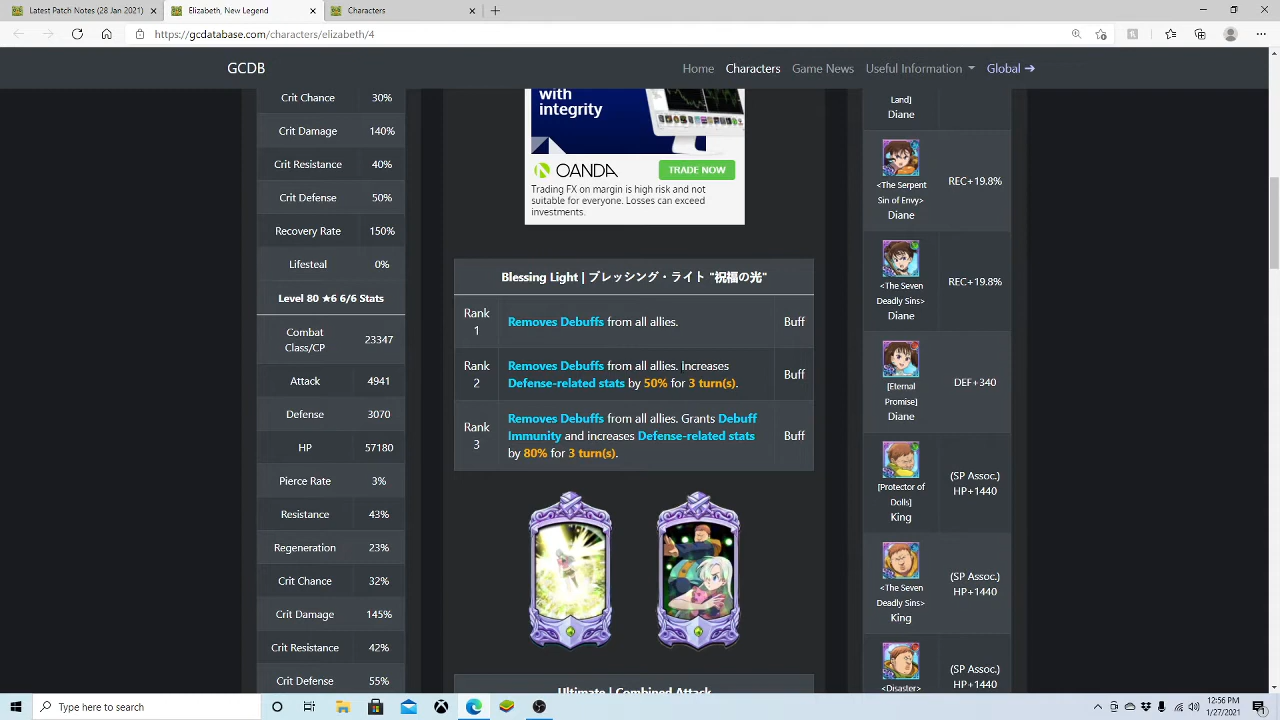 Latest Patch Notes (28 Jan 2021)
Elizabeth, New Legend
Characters
https://gcdatabase.com/characters/elizabeth/4
GCDB
Home
Characters
Game News
Useful Information
Global →
Crit Chance 30%
Crit Damage 140%
Crit Resistance 40%
Crit Defense 50%
Recovery Rate 150%
Lifesteal 0%
Level 80 ★6 6/6 Stats
Combat
Class/CP 23347
Attack 4941
Defense 3070
HP 57180
Pierce Rate 3%
Resistance 43%
Regeneration 23%
Crit Chance 32%
Crit Damage 145%
Crit Resistance 42%
Crit Defense 55%
with
integrity
OANDA
TRADE NOW
Trading FX on margin is high risk and not
suitable for everyone. Losses can exceed
investments.
Blessing Light | ブレッシング・ライト "祝福の光"
Rank
1
Removes Debuffs from all allies.
Buff
Rank
2
Removes Debuffs from all allies. Increases
Defense-related stats by 50% for 3 turn(s).
Buff
Rank
3
Removes Debuffs from all allies. Grants Debuff
Immunity and increases Defense-related stats
by 80% for 3 turn(s).
Buff
Ultimate | Combined Attack
Land]
Diane
<The Serpent
Sin of Envy>
Diane
REC+19.8%
<The Seven
Deadly Sins>
Diane
REC+19.8%
[Eternal
Promise]
Diane
DEF+340
[Protector of
Dolls]
King
(SP Assoc.)
HP+1440
<The Seven
Deadly Sins>
King
(SP Assoc.)
HP+1440
<Disaster>
(SP Assoc.)
HP+1440
Type here to search
12:56 PM
1/27/2021